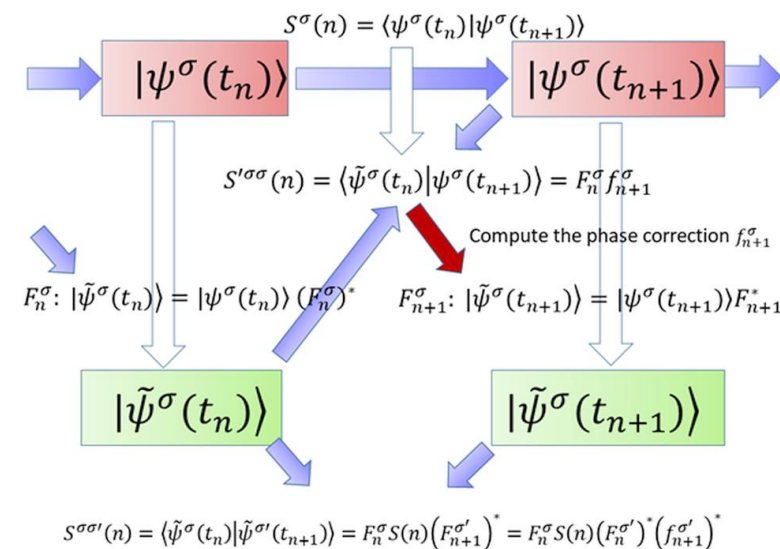 S^σ(n) = ⟨ψ^σ(t_n)|ψ^σ(t_{n+1})⟩
|ψ^σ(t_n)⟩
|ψ^σ(t_{n+1})⟩
S'^{σσ}(n) = ⟨ψ̃^σ(t_n)|ψ^σ(t_{n+1})⟩ = F_n^σ f_{n+1}^σ
Compute the phase correction f_{n+1}^σ
F_n^σ: |ψ̃^σ(t_n)⟩ = |ψ^σ(t_n)⟩ (F_n^σ)^*
F_{n+1}^σ: |ψ̃^σ(t_{n+1})⟩ = |ψ^σ(t_{n+1})⟩F_{n+1}^*
|ψ̃^σ(t_n)⟩
|ψ̃^σ(t_{n+1})⟩
S^{σσ'}(n) = ⟨ψ̃^σ(t_n)|ψ̃^{σ'}(t_{n+1})⟩ = F_n^σ S(n)(F_{n+1}^{σ'})^* = F_n^σ S(n)(F_n^{σ'})^*(f_{n+1}^{σ'})^*